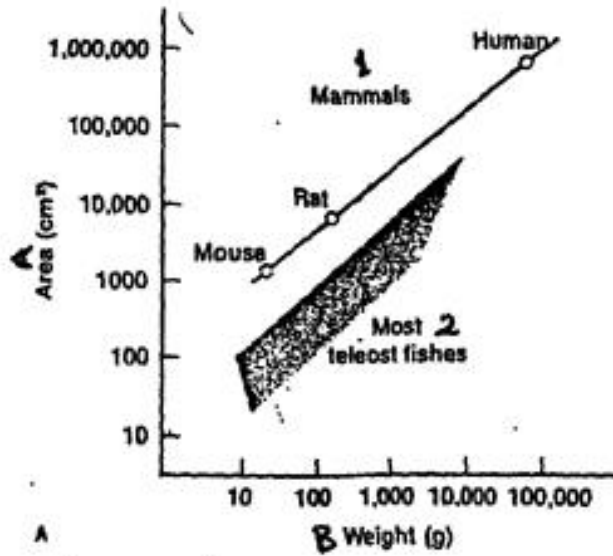 1,000,000
100,000
10,000
1000
100
10
A
Area (cm²)
Human
1
Mammals
Rat
Mouse
Most 2
teleost fishes
10 100 1,000 10.000 100,000
A
B Weight (g)